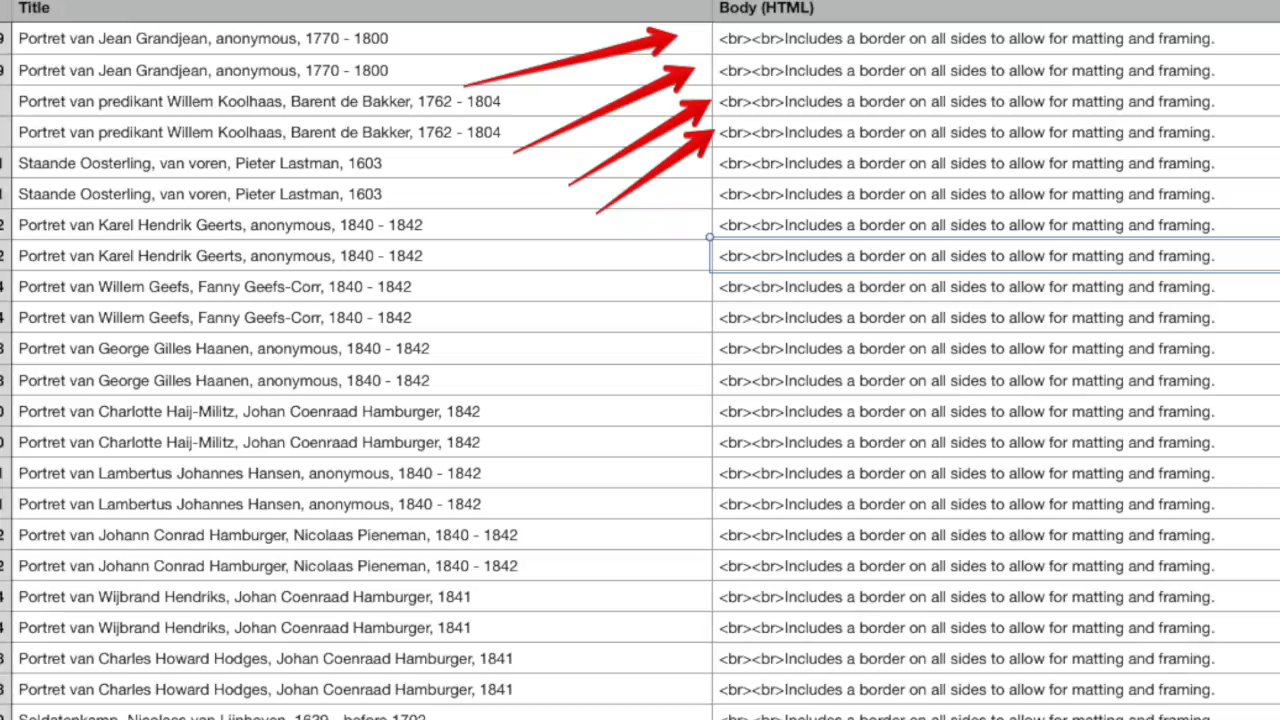 Title Body (HTML)
9 Portret van Jean Grandjean, anonymous, 1770 - 1800 <br><br>Includes a border on all sides to allow for matting and framing.
9 Portret van Jean Grandjean, anonymous, 1770 - 1800 <br><br>Includes a border on all sides to allow for matting and framing.
Portret van predikant Willem Koolhaas, Barent de Bakker, 1762 - 1804 <br><br>Includes a border on all sides to allow for matting and framing.
Portret van predikant Willem Koolhaas, Barent de Bakker, 1762 - 1804 <br><br>Includes a border on all sides to allow for matting and framing.
Staande Oosterling, van voren, Pieter Lastman, 1603 <br><br>Includes a border on all sides to allow for matting and framing.
Staande Oosterling, van voren, Pieter Lastman, 1603 <br><br>Includes a border on all sides to allow for matting and framing.
2 Portret van Karel Hendrik Geerts, anonymous, 1840 - 1842 <br><br>Includes a border on all sides to allow for matting and framing.
2 Portret van Karel Hendrik Geerts, anonymous, 1840 - 1842 <br><br>Includes a border on all sides to allow for matting and framing.
4 Portret van Willem Geefs, Fanny Geefs-Corr, 1840 - 1842 <br><br>Includes a border on all sides to allow for matting and framing.
4 Portret van Willem Geefs, Fanny Geefs-Corr, 1840 - 1842 <br><br>Includes a border on all sides to allow for matting and framing.
3 Portret van George Gilles Haanen, anonymous, 1840 - 1842 <br><br>Includes a border on all sides to allow for matting and framing.
3 Portret van George Gilles Haanen, anonymous, 1840 - 1842 <br><br>Includes a border on all sides to allow for matting and framing.
0 Portret van Charlotte Haij-Militz, Johan Coenraad Hamburger, 1842 <br><br>Includes a border on all sides to allow for matting and framing.
0 Portret van Charlotte Haij-Militz, Johan Coenraad Hamburger, 1842 <br><br>Includes a border on all sides to allow for matting and framing.
Portret van Lambertus Johannes Hansen, anonymous, 1840 - 1842 <br><br>Includes a border on all sides to allow for matting and framing.
Portret van Lambertus Johannes Hansen, anonymous, 1840 - 1842 <br><br>Includes a border on all sides to allow for matting and framing.
2 Portret van Johann Conrad Hamburger, Nicolaas Pieneman, 1840 - 1842 <br><br>Includes a border on all sides to allow for matting and framing.
2 Portret van Johann Conrad Hamburger, Nicolaas Pieneman, 1840 - 1842 <br><br>Includes a border on all sides to allow for matting and framing.
4 Portret van Wijbrand Hendriks, Johan Coenraad Hamburger, 1841 <br><br>Includes a border on all sides to allow for matting and framing.
4 Portret van Wijbrand Hendriks, Johan Coenraad Hamburger, 1841 <br><br>Includes a border on all sides to allow for matting and framing.
3 Portret van Charles Howard Hodges, Johan Coenraad Hamburger, 1841 <br><br>Includes a border on all sides to allow for matting and framing.
3 Portret van Charles Howard Hodges, Johan Coenraad Hamburger, 1841 <br><br>Includes a border on all sides to allow for matting and framing.